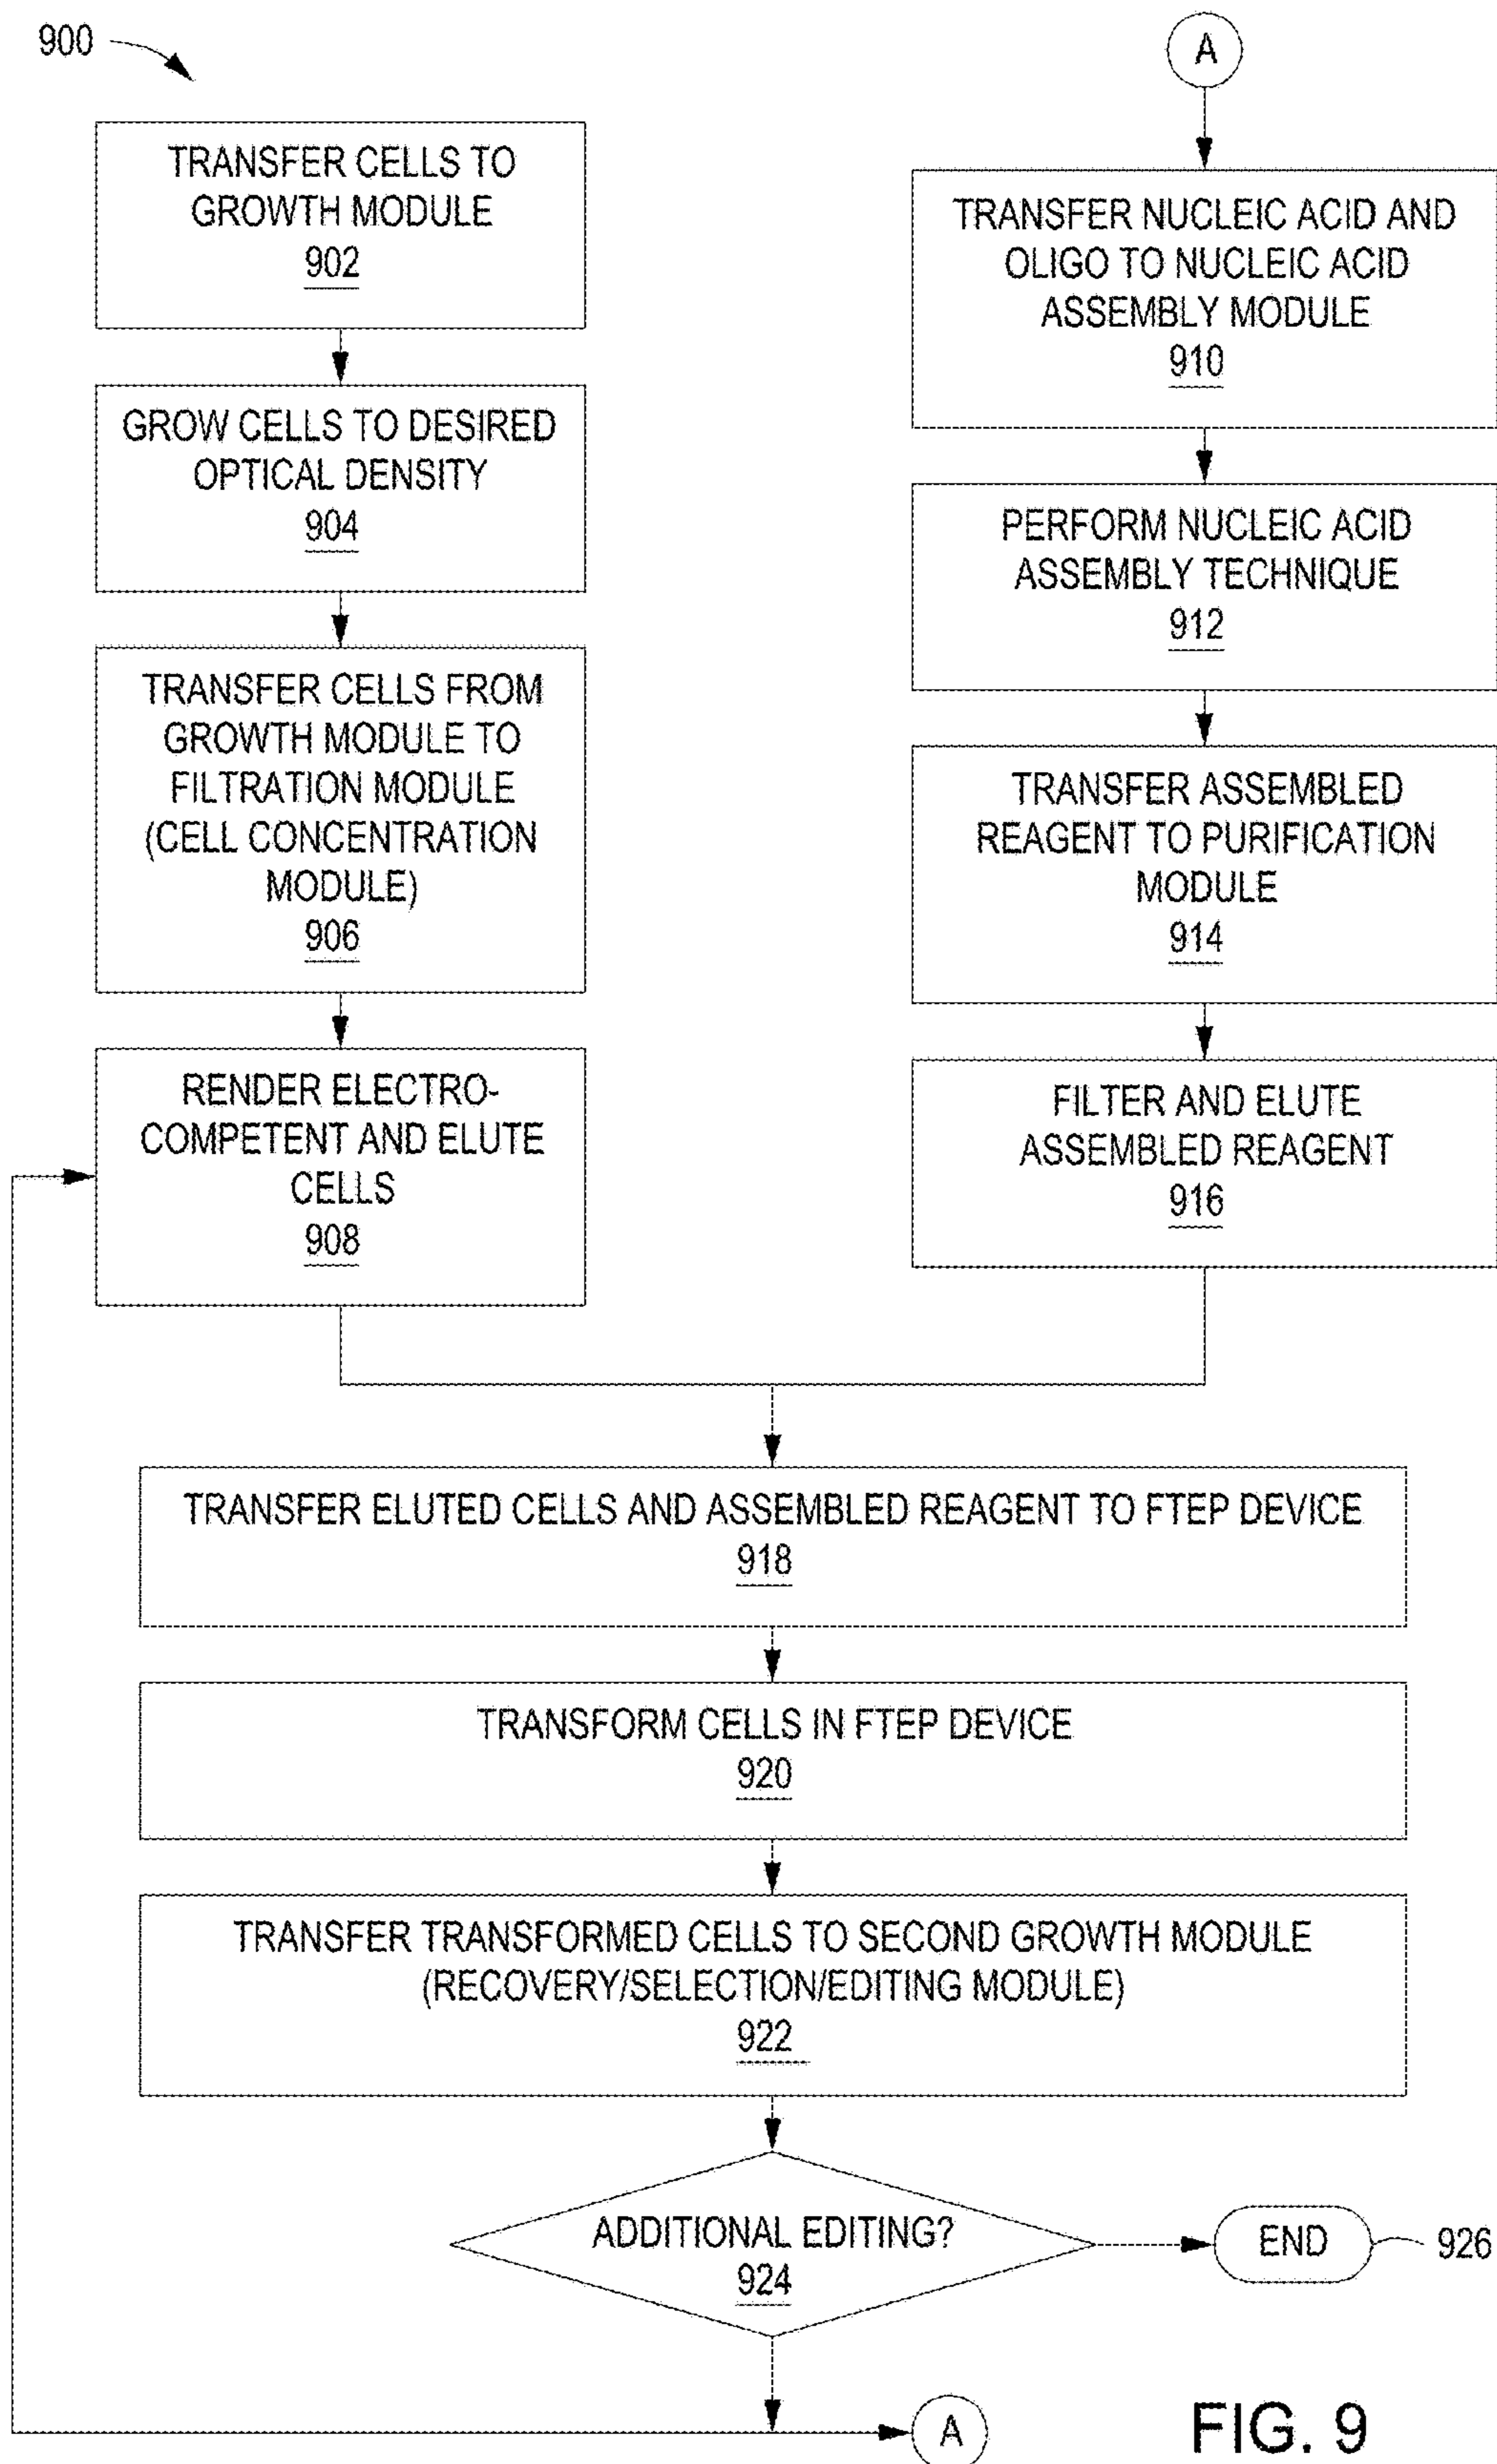 900
TRANSFER CELLS TO
GROWTH MODULE
902
GROW CELLS TO DESIRED
OPTICAL DENSITY
904
TRANSFER CELLS FROM
GROWTH MODULE TO
FILTRATION MODULE
(CELL CONCENTRATION
MODULE)
906
RENDER ELECTRO-
COMPETENT AND ELUTE
CELLS
908
A
TRANSFER NUCLEIC ACID AND
OLIGO TO NUCLEIC ACID
ASSEMBLY MODULE
910
PERFORM NUCLEIC ACID
ASSEMBLY TECHNIQUE
912
TRANSFER ASSEMBLED
REAGENT TO PURIFICATION
MODULE
914
FILTER AND ELUTE
ASSEMBLED REAGENT
916
TRANSFER ELUTED CELLS AND ASSEMBLED REAGENT TO FTEP DEVICE
918
TRANSFORM CELLS IN FTEP DEVICE
920
TRANSFER TRANSFORMED CELLS TO SECOND GROWTH MODULE
(RECOVERY/SELECTION/EDITING MODULE)
922
ADDITIONAL EDITING?
924
END
926
A
FIG. 9